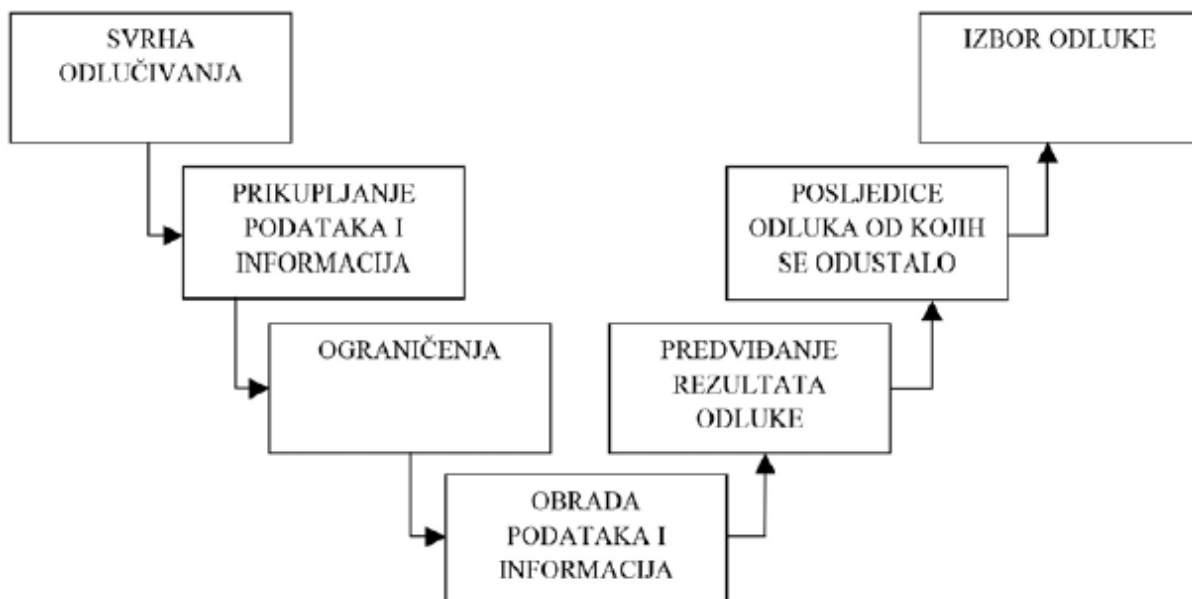 SVRHA
ODLUČIVANJA
PRIKUPLJANJE
PODATAKA I
INFORMACIJA
OGRANIČENJA
OBRADA
PODATAKA I
INFORMACIJA
PREDVIĐANJE
REZULTATA
ODLUKE
POSLJEDICE
ODLUKA OD KOJIH
SE ODUSTALO
IZBOR ODLUKE